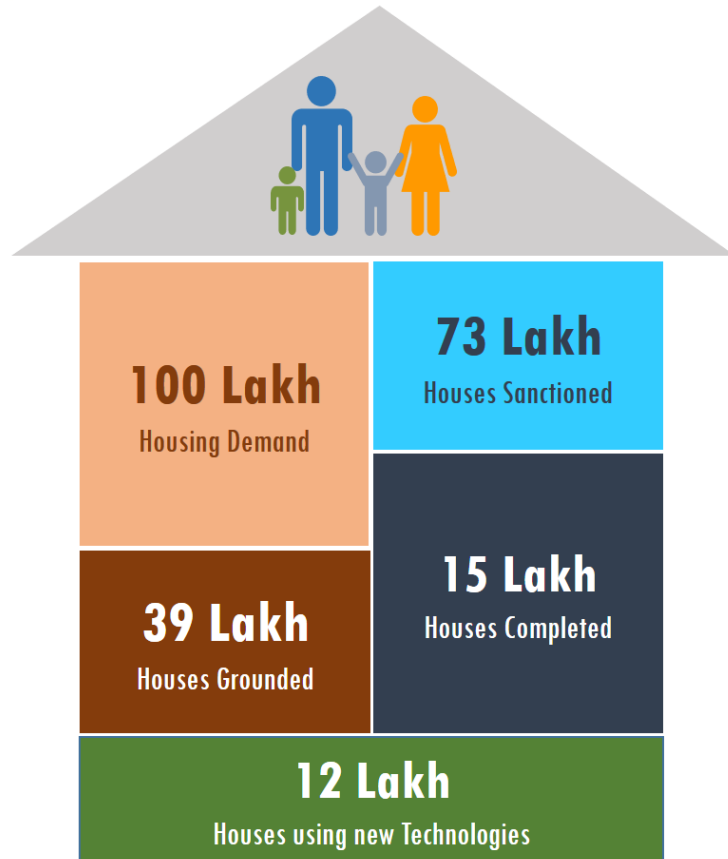 100 Lakh
Housing Demand
73 Lakh
Houses Sanctioned
39 Lakh
Houses Grounded
15 Lakh
Houses Completed
12 Lakh
Houses using new Technologies